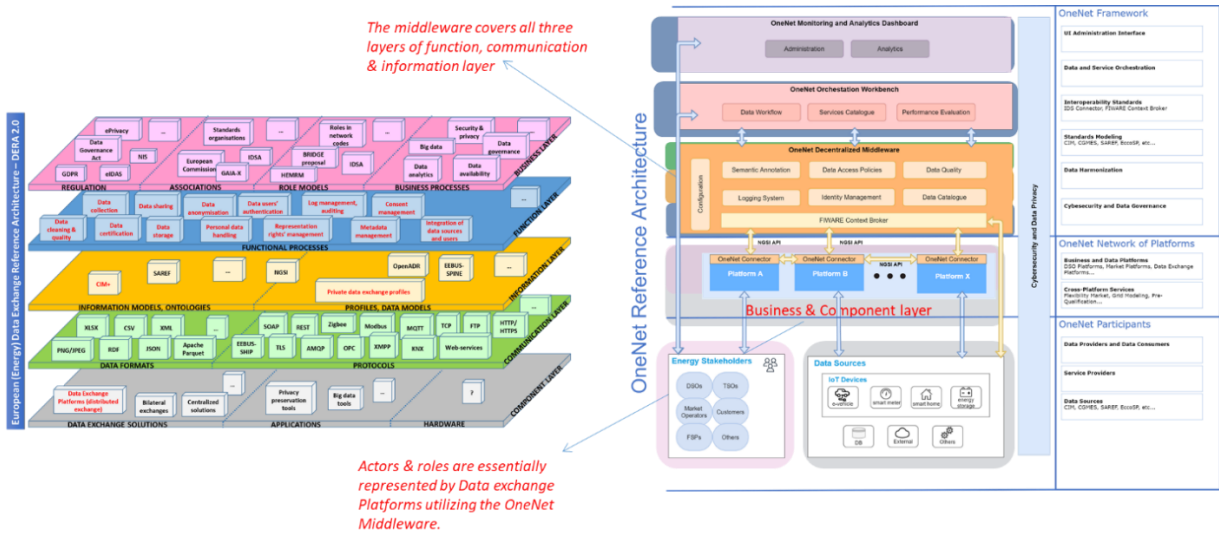 The middleware covers all three
layers of function, communication
& information layer
European (Energy) Data Exchange Reference Architecture – DERA 2.0
ePrivacy
...
Standards
organisations
...
Roles in
network
codes
...
Security &
privacy
...
Data
Governance
Act
NIS
European
Commission
IDSA
BRIDGE
proposal
IDSA
Big data
Data
governance
GDPR
eIDAS
GAIA-X
HEMRM
Data
analytics
Data
availability
REGULATION
ASSOCIATIONS
ROLE MODELS
BUSINESS PROCESSES
BUSINESS LAYER
Data
collection
Data sharing
Data
anonymization
Data users'
authentication
Log management,
auditing
Consent
management
...
Data
cleaning &
quality
Data
certification
Data
storage
Personal data
handling
Representation
rights' management
Metadata
management
Integration of
data sources
and users
FUNCTIONAL PROCESSES
FUNCTION LAYER
CIM+
SAREF
...
NGSI
OpenADR
EEBUS-
SPINE
...
Private data exchange profiles
INFORMATION MODELS, ONTOLOGIES
PROFILES, DATA MODELS
INFORMATION LAYER
XLSX
CSV
XML
...
SOAP
REST
Zigbee
Modbus
MQTT
TCP
FTP
HTTP/
HTTPS
PNG/JPEG
RDF
JSON
Apache
Parquet
EEBUS-
SHIP
TLS
AMQP
OPC
XMPP
KNX
Web-services
...
DATA FORMATS
PROTOCOLS
COMMUNICATION LAYER
Data Exchange
Platforms (distributed
exchange)
Bilateral
exchanges
Centralized
solutions
...
Privacy
preservation
tools
Big data
tools
...
?
DATA EXCHANGE SOLUTIONS
APPLICATIONS
HARDWARE
COMPONENT LAYER
Actors & roles are essentially
represented by Data exchange
Platforms utilizing the OneNet
Middleware.
OneNet Reference Architecture
OneNet Monitoring and Analytics Dashboard
Administration
Analytics
OneNet Orchestation Workbench
Data Workflow
Services Catalogue
Performance Evaluation
OneNet Decentralized Middleware
Configuration
Semantic Annotation
Data Access Policies
Data Quality
Logging System
Identity Management
Data Catalogue
FIWARE Context Broker
NGSI API
NGSI API
OneNet Connector
OneNet Connector
NGSI API
OneNet Connector
Platform A
Platform B
Platform X
Business & Component layer
Energy Stakeholders
DSOs
TSOs
Market
Operators
Customers
FSPs
Others
Data Sources
IoT Devices
e-vehicle
smart meter
smart home
energy
storage
DB
External
Others
Cybersecurity and Data Privacy
OneNet Framework
UI Administration Interface
Data and Service Orchestration
Interoperability Standards
IDS Connector, FIWARE Context Broker
Standards Modeling
CIM, CGMES, SAREF, EccoSP, etc...
Data Harmonization
Cybesecurity and Data Governance
OneNet Network of Platforms
Business and Data Platforms
DSO Platforms, Market Platforms, Data Exchange
Platforms...
Cross-Platform Services
Flexibility Market, Grid Modeling, Pre-
Qualification...
OneNet Participants
Data Providers and Data Consumers
Service Providers
Data Sources
CIM, CGMES, SAREF, EccoSP, etc...